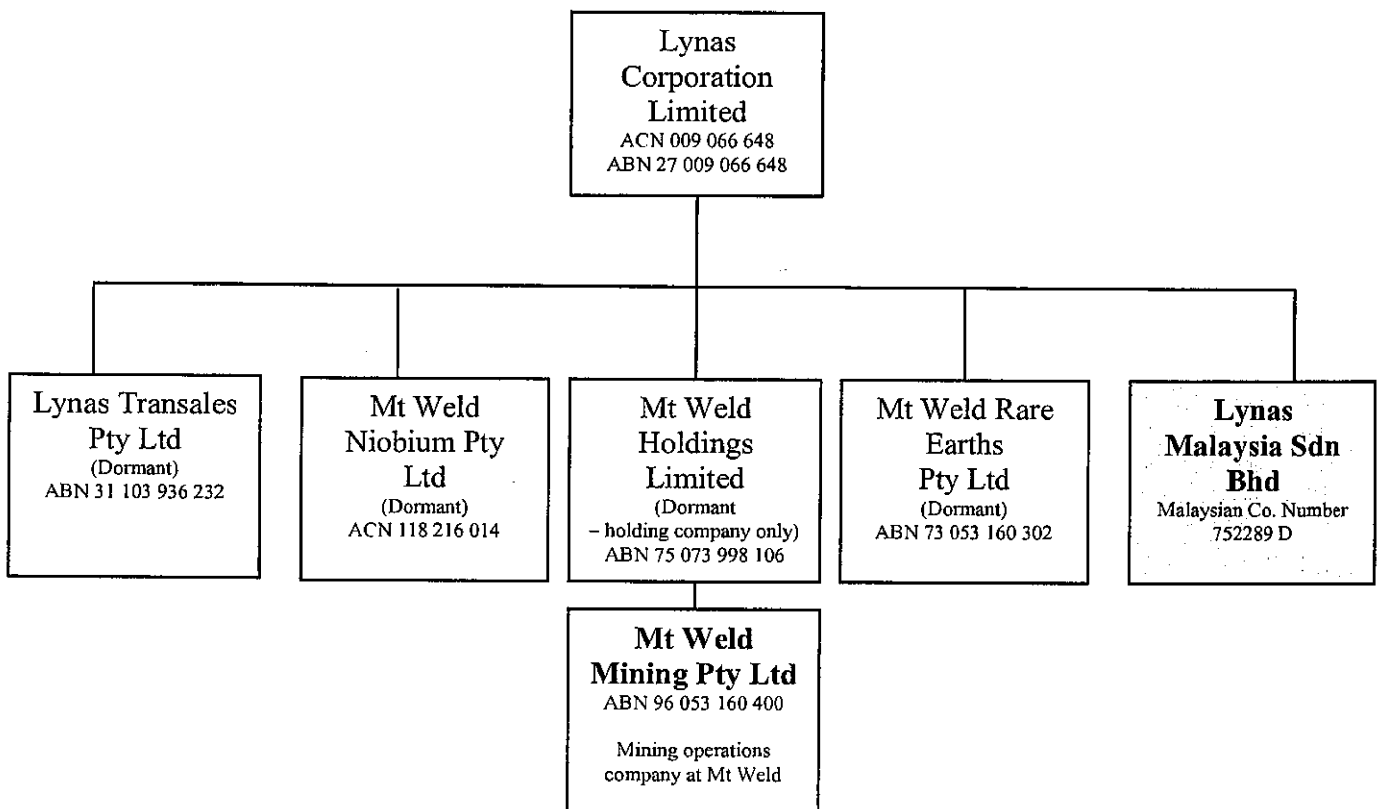 Lynas
Corporation
Limited
ACN 009 066 648
ABN 27 009 066 648
Lynas Transales
Pty Ltd
(Dormant)
ABN 31 103 936 232
Mt Weld
Niobium Pty
Ltd
(Dormant)
ACN 118 216 014
Mt Weld
Holdings
Limited
(Dormant
– holding company only)
ABN 75 073 998 106
Mt Weld Rare
Earths
Pty Ltd
(Dormant)
ABN 73 053 160 302
Lynas
Malaysia Sdn
Bhd
Malaysian Co. Number
752289 D
Mt Weld
Mining Pty Ltd
ABN 96 053 160 400
Mining operations
company at Mt Weld